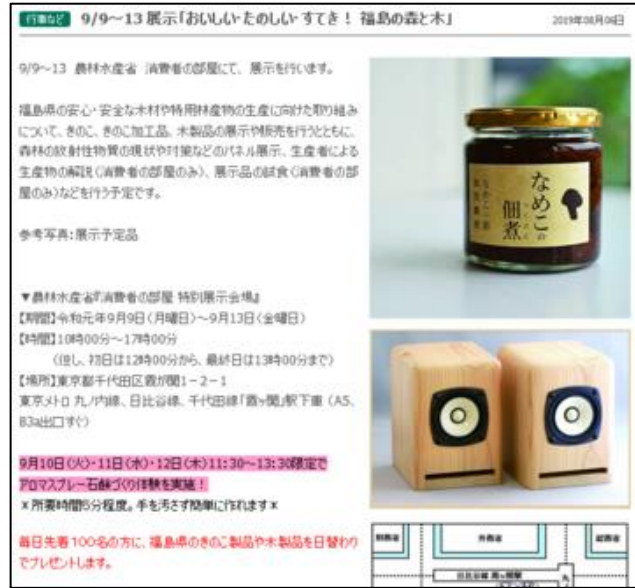 行事など 9/9～13 展示「おいしい・たのしい・すてき！ 福島の森と木」 2019年08月06日
9/9～13 農林水産省 消費者の部屋にて、展示を行います。
福島県の安心・安全な木材や特用林産物の生産に向けた取り組み
について、きのこ、きのこ加工品、木製品の展示や販売を行うとともに、
森林の放射性物質の現状や対策などのパネル展示、生産者による
生産物の解説（消費者の部屋のみ）、展示品の試食（消費者の部
屋のみ）などを行う予定です。
参考写真：展示予定品
▼農林水産省『消費者の部屋 特別展示会場』
【期間】令和元年9月9日（月曜日）～9月13日（金曜日）
【時間】10時00分～17時00分
（但し、初日は12時00分から、最終日は13時00分まで）
【場所】東京都千代田区霞が関1－2－1
東京メトロ 丸ノ内線、日比谷線、千代田線「霞ヶ関」駅下車（A5、
B3a出口すぐ）
9月10日（火）・11日（水）・12日（木）11：30～13：30限定で
アロマスプレー・石鹸づくり体験を実施！
＊所要時間5分程度。手を汚さず簡単に作れます＊
毎日先着100名の方に、福島県のきのこ製品や木製品を日替わり
でプレゼントします。
なめこの
佃煮
財務省
外務省
総務省
日比谷線 霞ヶ関駅